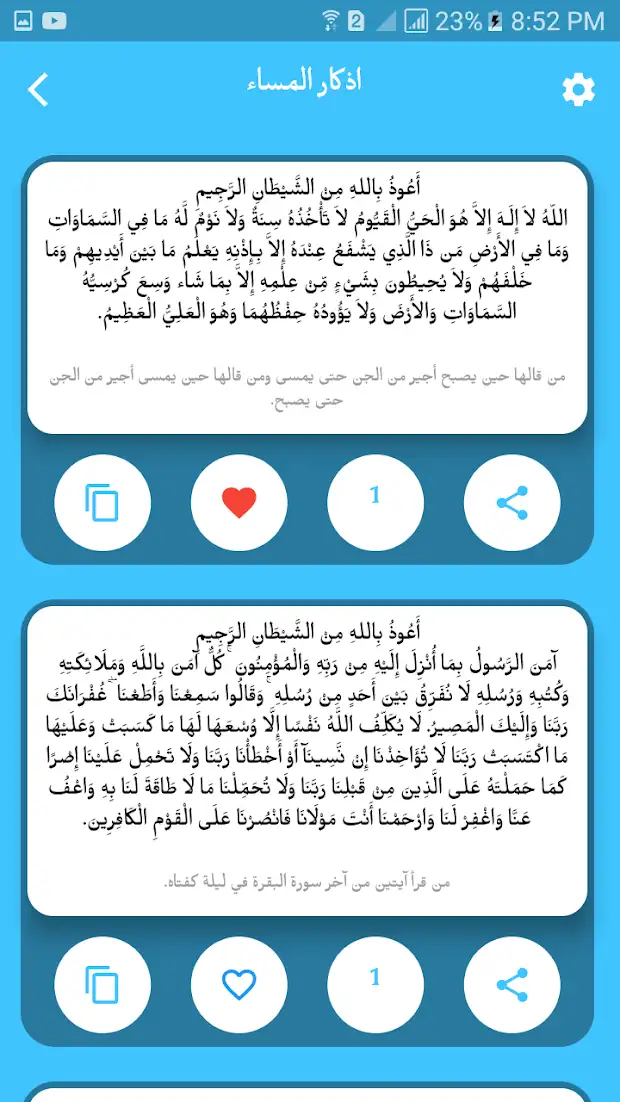 2 23% 8:52 PM
اذكار المساء
أَعُوذُ بِاللهِ مِنْ الشَّيْطَانِ الرَّجِيمِ
اللّهُ لاَ إِلَـهَ إِلاَّ هُوَ الْحَيُّ الْقَيُّومُ لاَ تَأْخُذُهُ سِنَةٌ وَلاَ نَوْمٌ لَّهُ مَا فِي السَّمَاوَاتِ
وَمَا فِي الأَرْضِ مَن ذَا الَّذِي يَشْفَعُ عِنْدَهُ إِلاَّ بِإِذْنِهِ يَعْلَمُ مَا بَيْنَ أَيْدِيهِمْ وَمَا
خَلْفَهُمْ وَلاَ يُحِيطُونَ بِشَيْءٍ مِّنْ عِلْمِهِ إِلاَّ بِمَا شَاء وَسِعَ كُرْسِيُّهُ
السَّمَاوَاتِ وَالأَرْضَ وَلاَ يَؤُودُهُ حِفْظُهُمَا وَهُوَ الْعَلِيُّ الْعَظِيمُ.
من قالها حين يصبح أجير من الجن حتى يمسى ومن قالها حين يمسى أجير من الجن
حتى يصبح.
1
أَعُوذُ بِاللهِ مِنْ الشَّيْطَانِ الرَّجِيمِ
آمَنَ الرَّسُولُ بِمَا أُنْزِلَ إِلَيْهِ مِنْ رَبِّهِ وَالْمُؤْمِنُونَ ۚ كُلٌّ آمَنَ بِاللَّهِ وَمَلَائِكَتِهِ
وَكُتُبِهِ وَرُسُلِهِ لَا نُفَرِّقُ بَيْنَ أَحَدٍ مِنْ رُسُلِهِ ۚ وَقَالُوا سَمِعْنَا وَأَطَعْنَا ۖ غُفْرَانَكَ
رَبَّنَا وَإِلَيْكَ الْمَصِيرُ. لَا يُكَلِّفُ اللَّهُ نَفْسًا إِلَّا وُسْعَهَا لَهَا مَا كَسَبَتْ وَعَلَيْهَا
مَا اكْتَسَبَتْ رَبَّنَا لَا تُؤَاخِذْنَا إِن نَّسِينَآ أَوْ أَخْطَأْنَا رَبَّنَا وَلَا تَحْمِلْ عَلَيْنَا إِصْرًا
كَمَا حَمَلْتَهُ عَلَى الَّذِينَ مِنْ قَبْلِنَا رَبَّنَا وَلَا تُحَمِّلْنَا مَا لَا طَاقَةَ لَنَا بِهِ وَاعْفُ
عَنَّا وَاغْفِرْ لَنَا وَارْحَمْنَا أَنْتَ مَوْلَانَا فَانْصُرْنَا عَلَى الْقَوْمِ الْكَافِرِينَ.
من قرأ آيتين من آخر سورة البقرة في ليلة كفتاه.
1